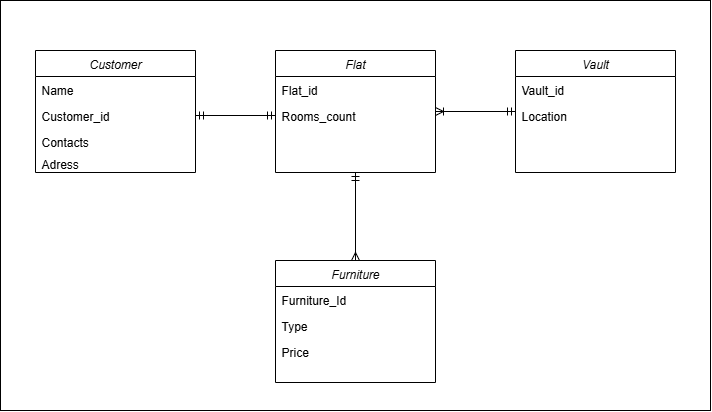 Customer
Name
Customer_id
Contacts
Adress
Flat
Flat_id
Rooms_count
Vault
Vault_id
Location
Furniture
Furniture_Id
Type
Price